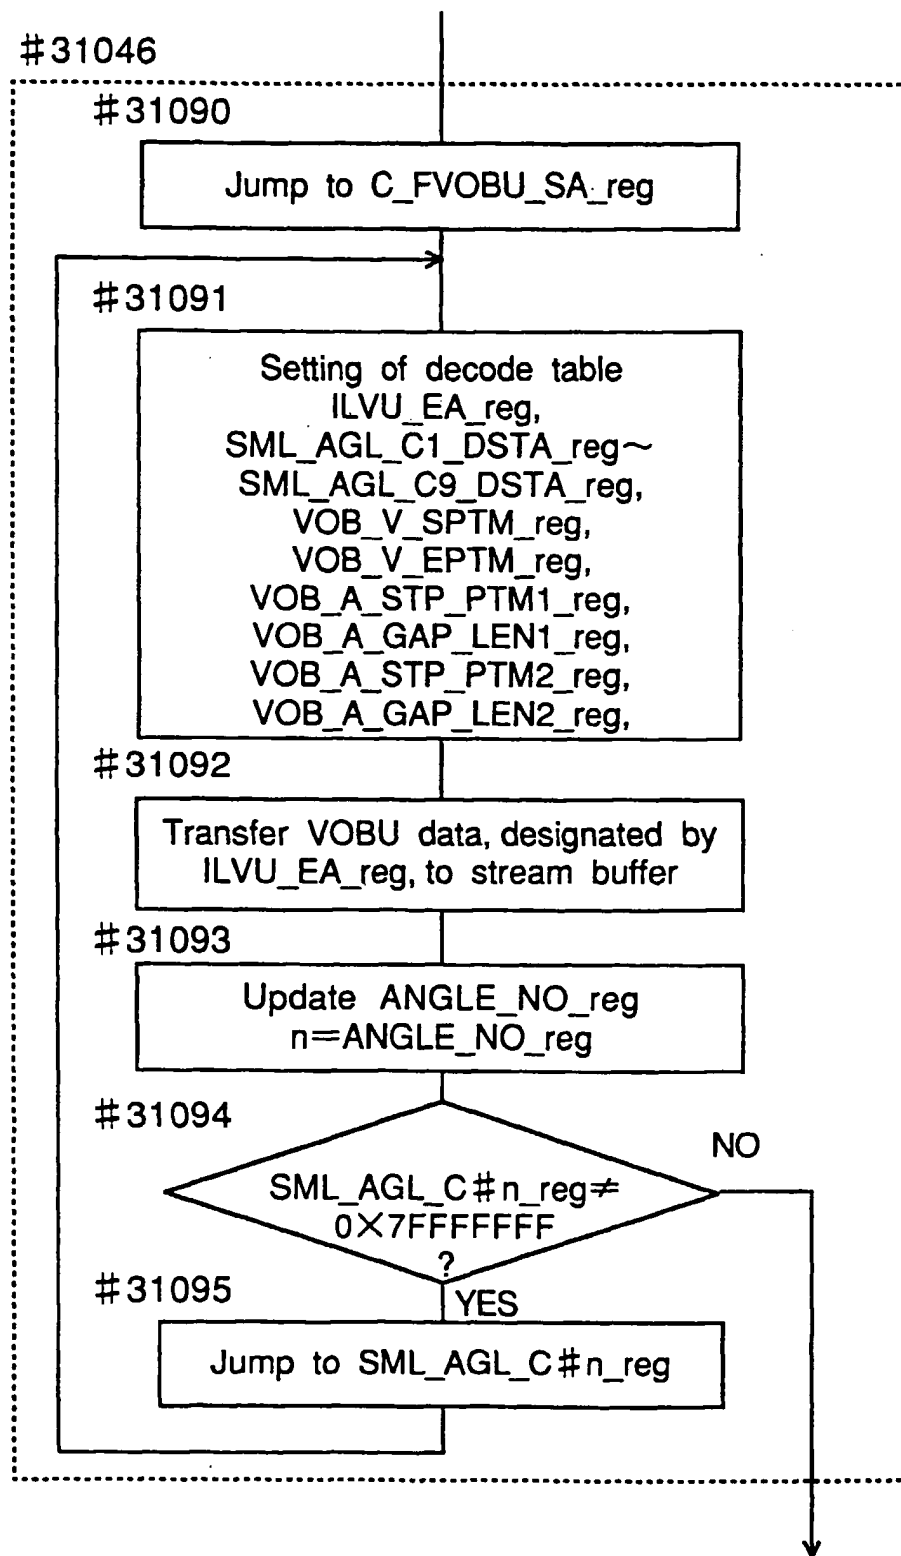 #31046
#31090
Jump to C_FVOBU_SA_reg
#31091
Setting of decode table
ILVU_EA_reg,
SML_AGL_C1_DSTA_reg~
SML_AGL_C9_DSTA_reg,
VOB_V_SPTM_reg,
VOB_V_EPTM_reg,
VOB_A_STP_PTM1_reg,
VOB_A_GAP_LEN1_reg,
VOB_A_STP_PTM2_reg,
VOB_A_GAP_LEN2_reg,
#31092
Transfer VOBU data, designated by
ILVU_EA_reg, to stream buffer
#31093
Update ANGLE_NO_reg
n=ANGLE_NO_reg
#31094
NO
SML_AGL_C#n_reg≠
0×7FFFFFFF
?
#31095
YES
Jump to SML_AGL_C#n_reg